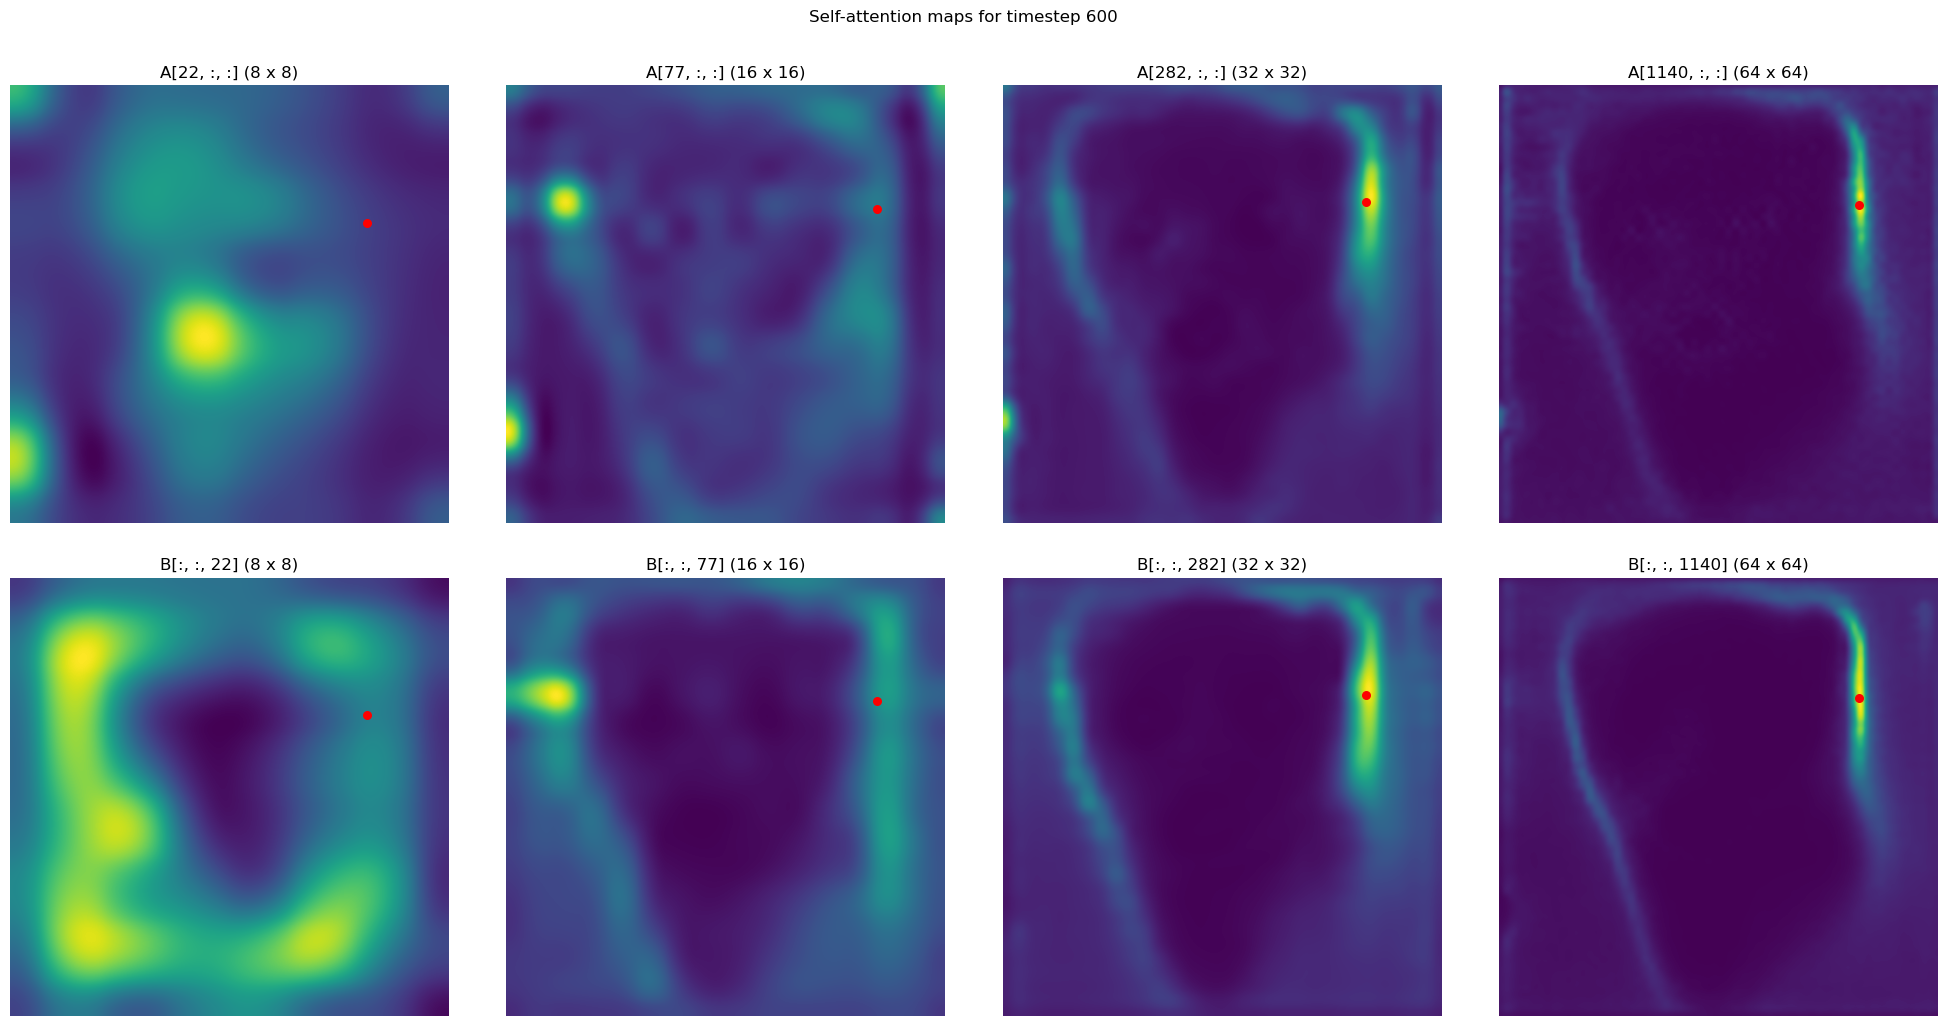 Self-attention maps for timestep 600
A[22, :, :] (8 x 8)
A[77, :, :] (16 x 16)
A[282, :, :] (32 x 32)
A[1140, :, :] (64 x 64)
B[:, :, 22] (8 x 8)
B[:, :, 77] (16 x 16)
B[:, :, 282] (32 x 32)
B[:, :, 1140] (64 x 64)